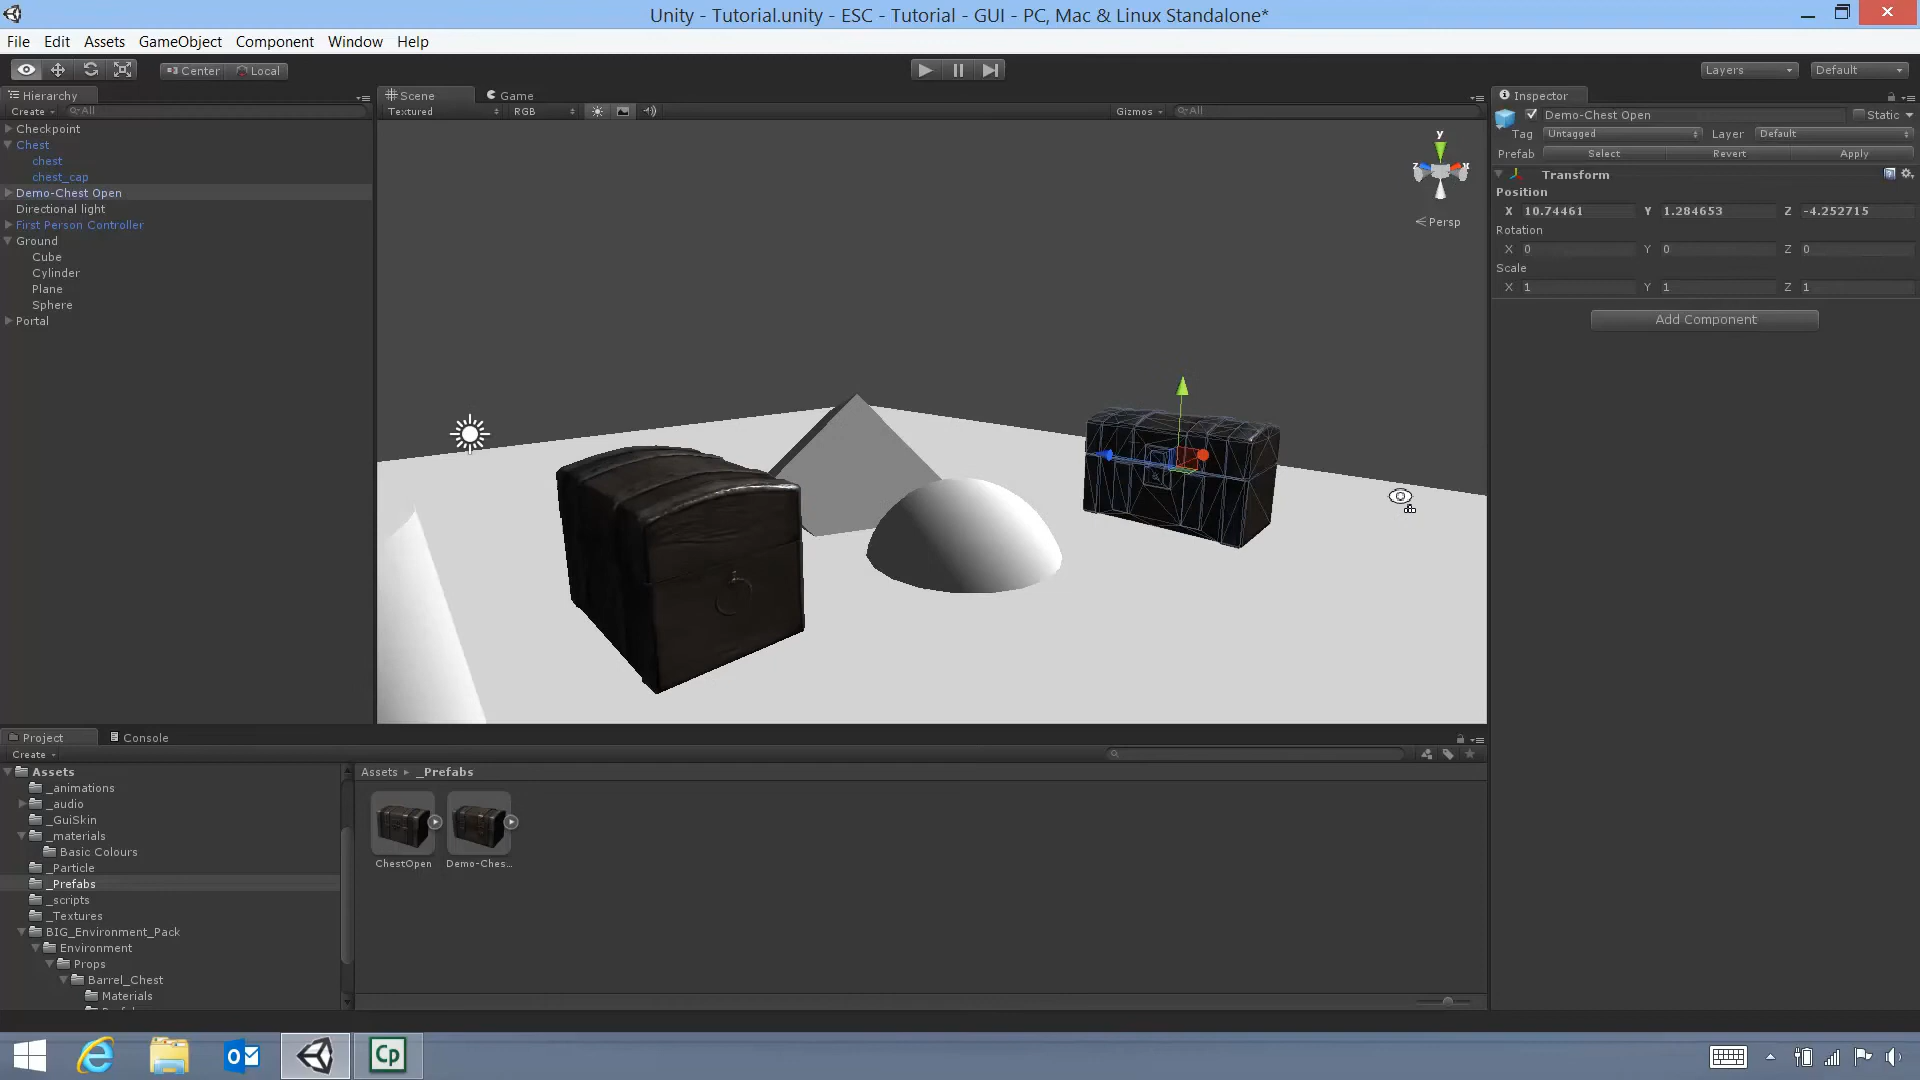 Unity - Tutorial.unity - ESC - Tutorial - GUI - PC, Mac & Linux Standalone*
File Edit Assets GameObject Component Window Help
Center Local Layers Default
Hierarchy
Create All
Checkpoint
Chest
chest
chest_cap
Demo-Chest Open
Directional light
First Person Controller
Ground
Cube
Cylinder
Plane
Sphere
Portal
Scene Game
Textured RGB Gizmos All
y
z x
Persp
Inspector
Demo-Chest Open Static
Tag Untagged Layer Default
Prefab Select Revert Apply
Transform
Position
X 10.74461 Y 1.284653 Z -4.252715
Rotation
X 0 Y 0 Z 0
Scale
X 1 Y 1 Z 1
Add Component
Project Console
Create
Assets
_animations
_audio
_GuiSkin
_materials
Basic Colours
_Particle
_Prefabs
_scripts
_Textures
BIG_Environment_Pack
Environment
Props
Barrel_Chest
Materials
Assets _Prefabs
ChestOpen Demo-Ches...
Cp